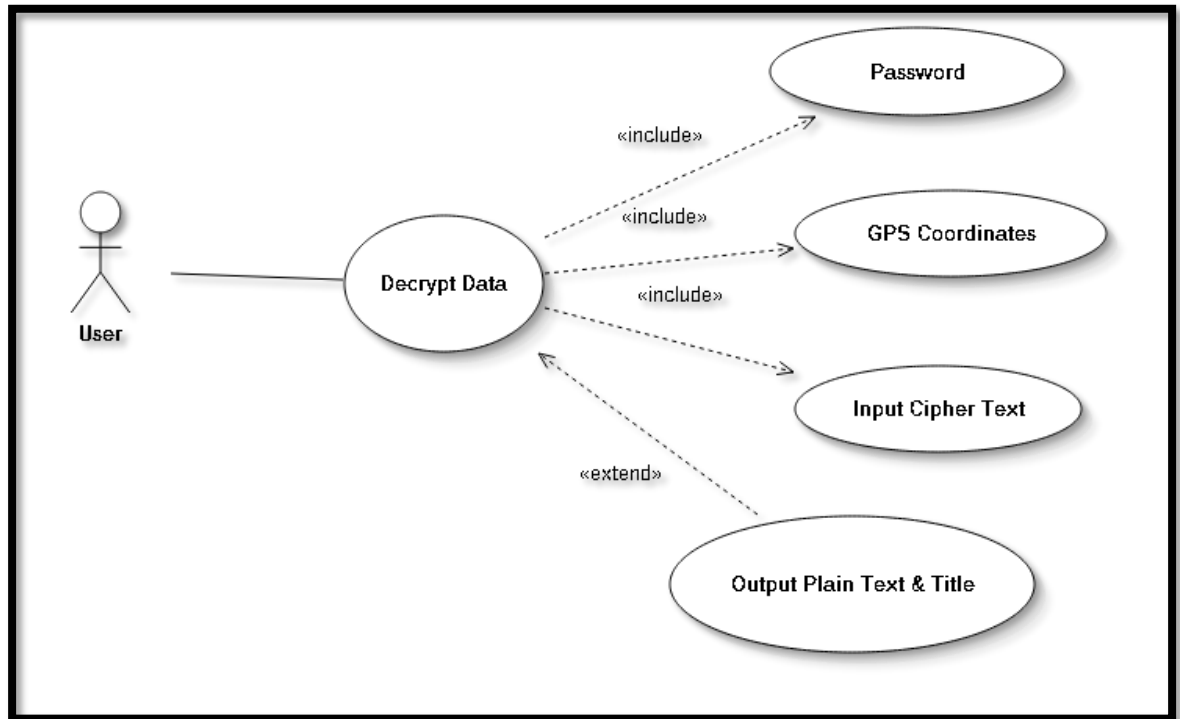 Password
«include»
«include»
GPS Coordinates
Decrypt Data
«include»
User
Input Cipher Text
«extend»
Output Plain Text & Title